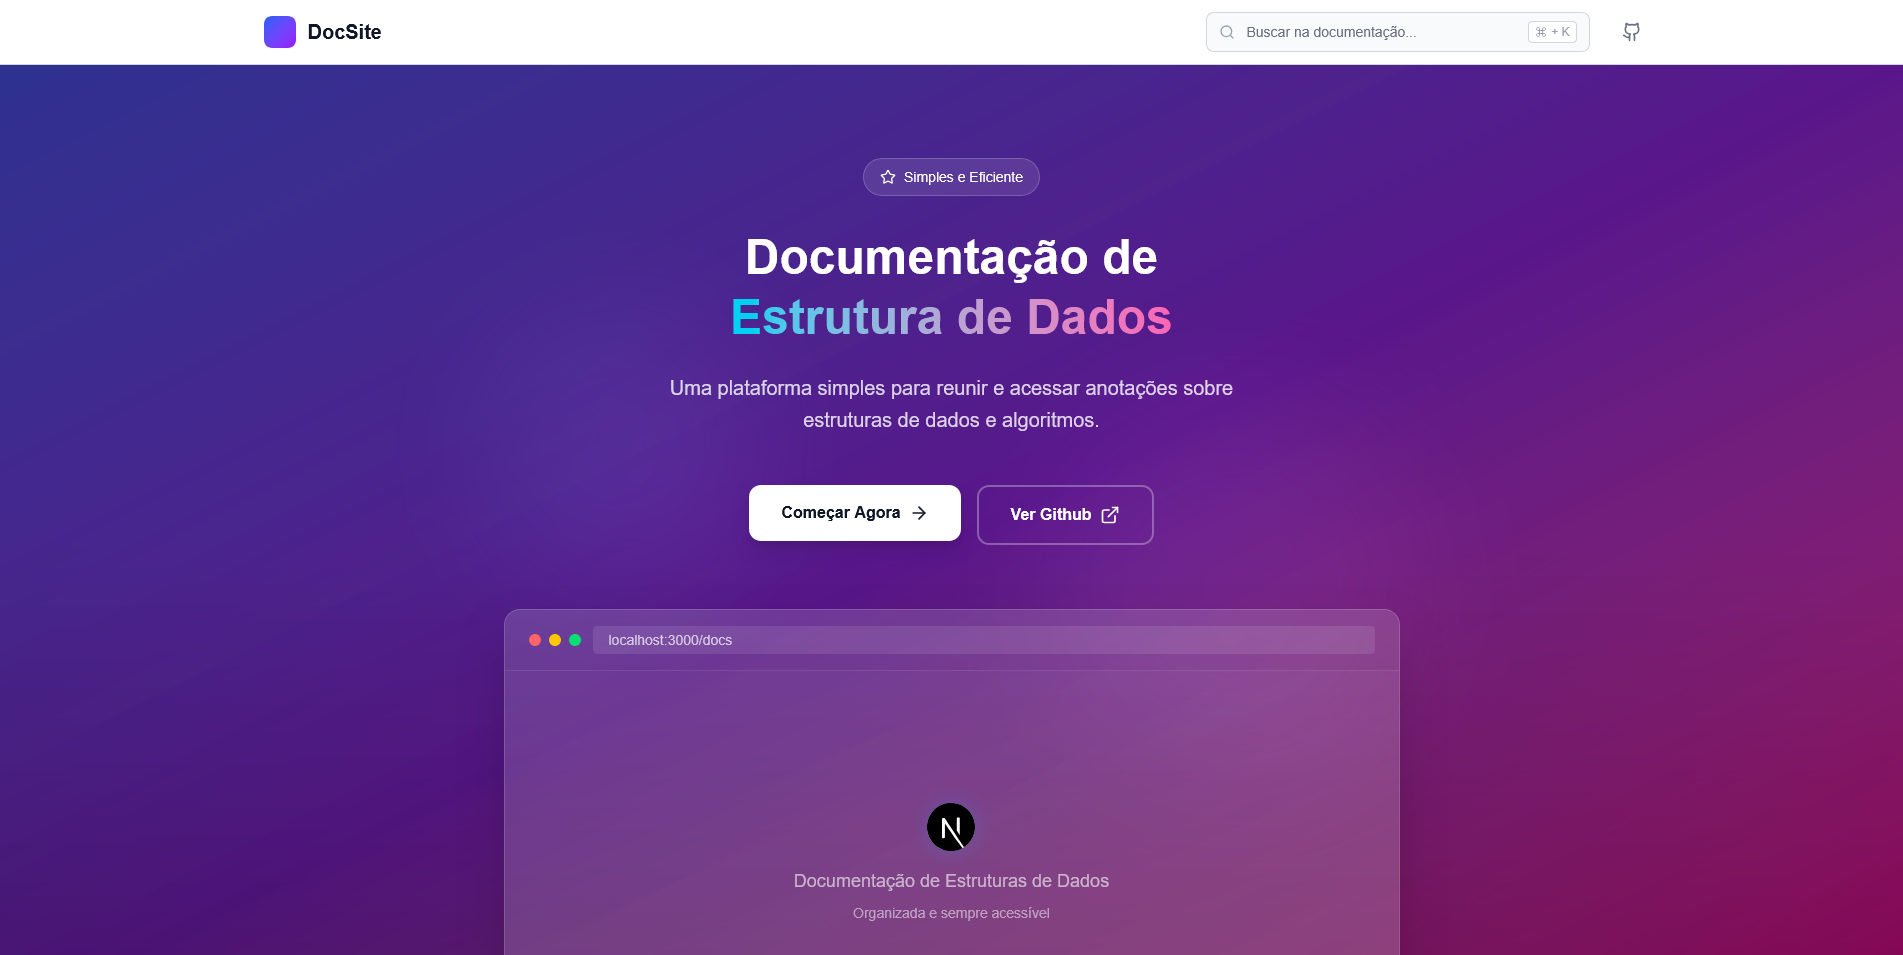 DocSite
Buscar na documentação...
⌘ + K
Simples e Eficiente
Documentação de
Estrutura de Dados
Uma plataforma simples para reunir e acessar anotações sobre
estruturas de dados e algoritmos.
Começar Agora
Ver Github
localhost:3000/docs
N
Documentação de Estruturas de Dados
Organizada e sempre acessível